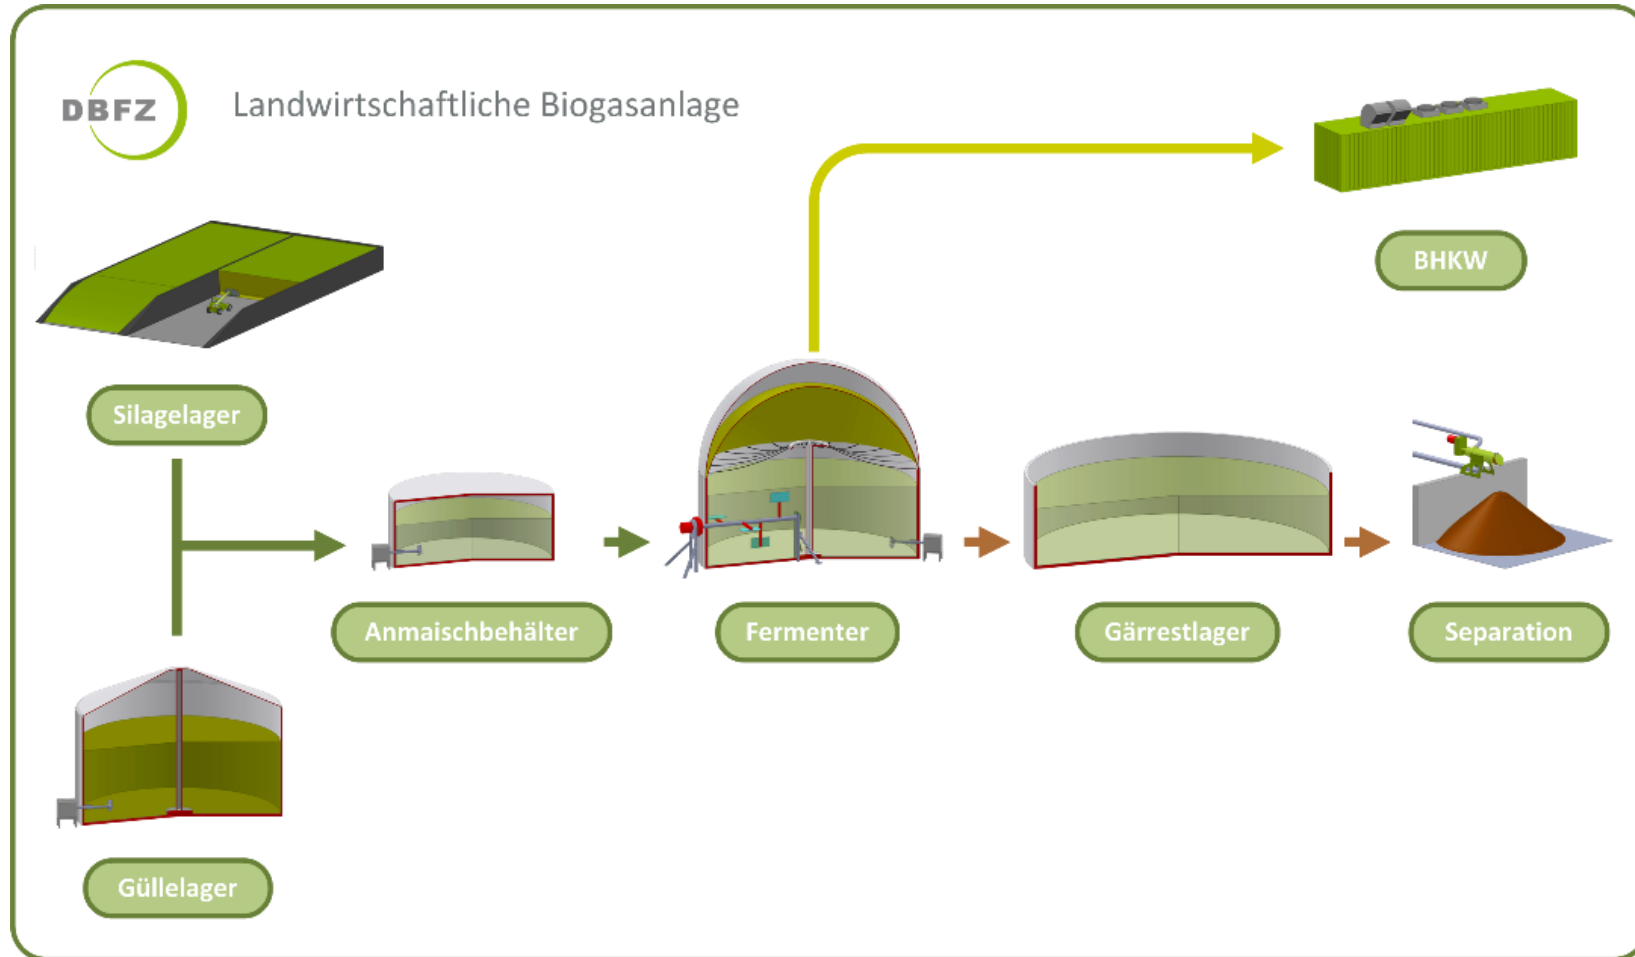 DBFZ
Landwirtschaftliche Biogasanlage
BHKW
Silagelager
Anmaischbehälter
Fermenter
Gärrestlager
Separation
Güllelager